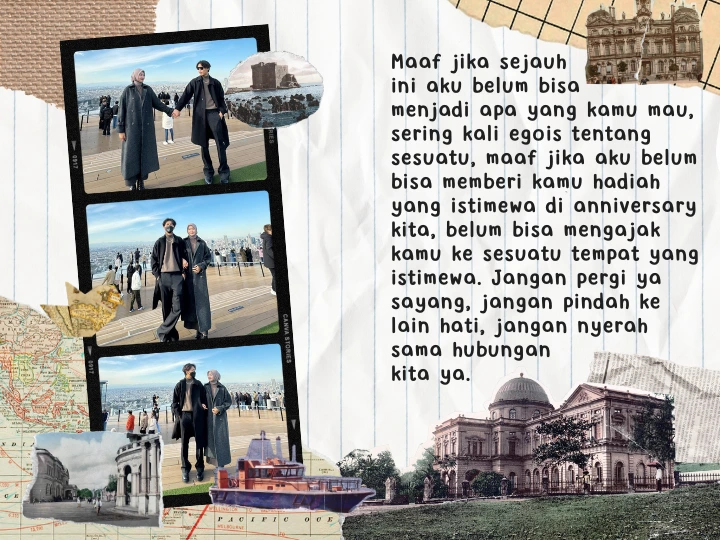 Maaf jika sejauh
ini aku belum bisa
menjadi apa yang kamu mau,
sering kali egois tentang
sesuatu, maaf jika aku belum
bisa memberi kamu hadiah
yang istimewa di anniversary
kita, belum bisa mengajak
kamu ke sesuatu tempat yang
istimewa. Jangan pergi ya
sayang, jangan pindah ke
lain hati, jangan nyerah
sama hubungan
kita ya.
CANVA STORIES
PACIFIC OCE